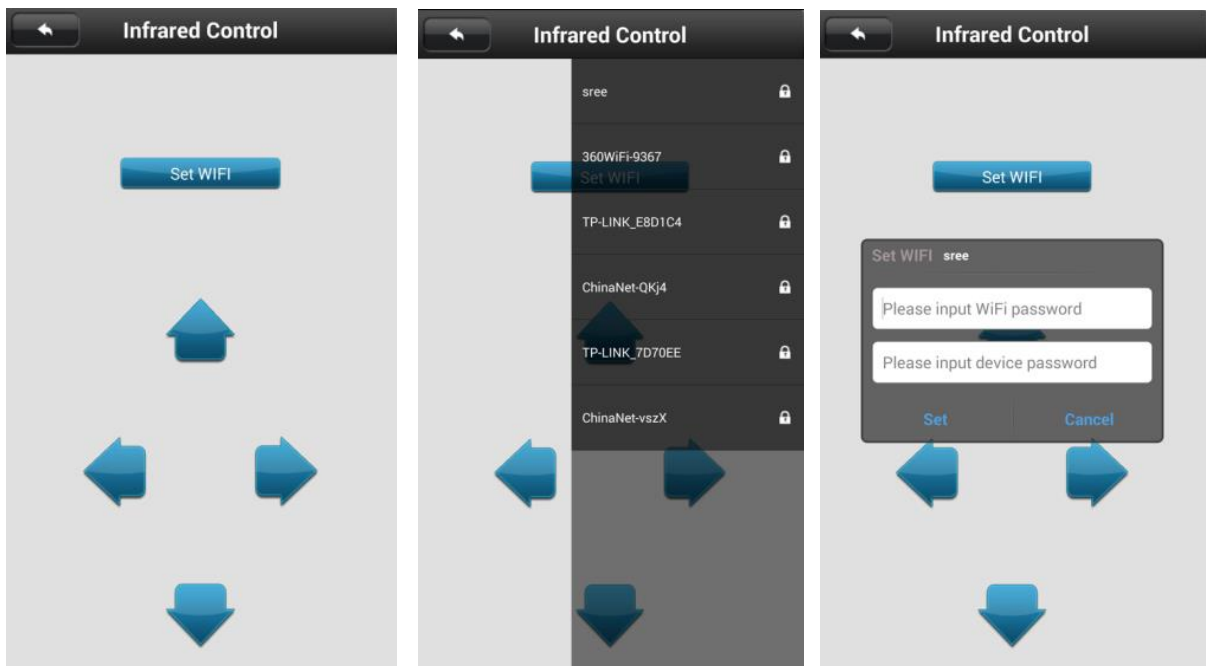 Infrared Control
Set WIFI
Infrared Control
sree
360WiFi-9367
Set WIFI
TP-LINK_E8D1C4
ChinaNet-QKj4
TP-LINK_7D70EE
ChinaNet-vszX
Infrared Control
Set WIFI
Set WIFI sree
Please input WiFi password
Please input device password
Set Cancel